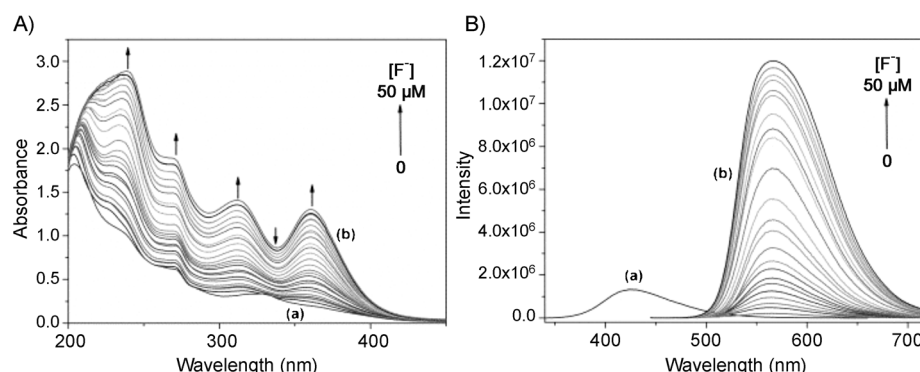 A)
3.0
2.5
2.0
1.5
1.0
0.5
0.0
Absorbance
200
300
400
Wavelength (nm)
[F⁻]
50 µM
0
(b)
(a)
B)
1.2x10⁷
1.0x10⁷
8.0x10⁶
6.0x10⁶
4.0x10⁶
2.0x10⁶
0.0
Intensity
400
500
600
700
Wavelength (nm)
[F⁻]
50 µM
0
(b)
(a)